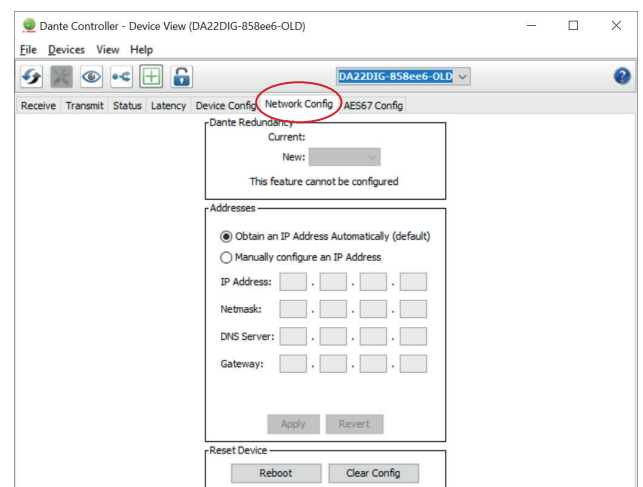 Dante Controller - Device View (DA22DIG-858ee6-OLD)
File Devices View Help
DA22DIG-858ee6-OLD
Receive Transmit Status Latency Device Config Network Config AES67 Config
Dante Redundancy
Current:
New:
This feature cannot be configured
Addresses
Obtain an IP Address Automatically (default)
Manually configure an IP Address
IP Address: . . .
Netmask: . . .
DNS Server: . . .
Gateway: . . .
Apply Revert
Reset Device
Reboot Clear Config